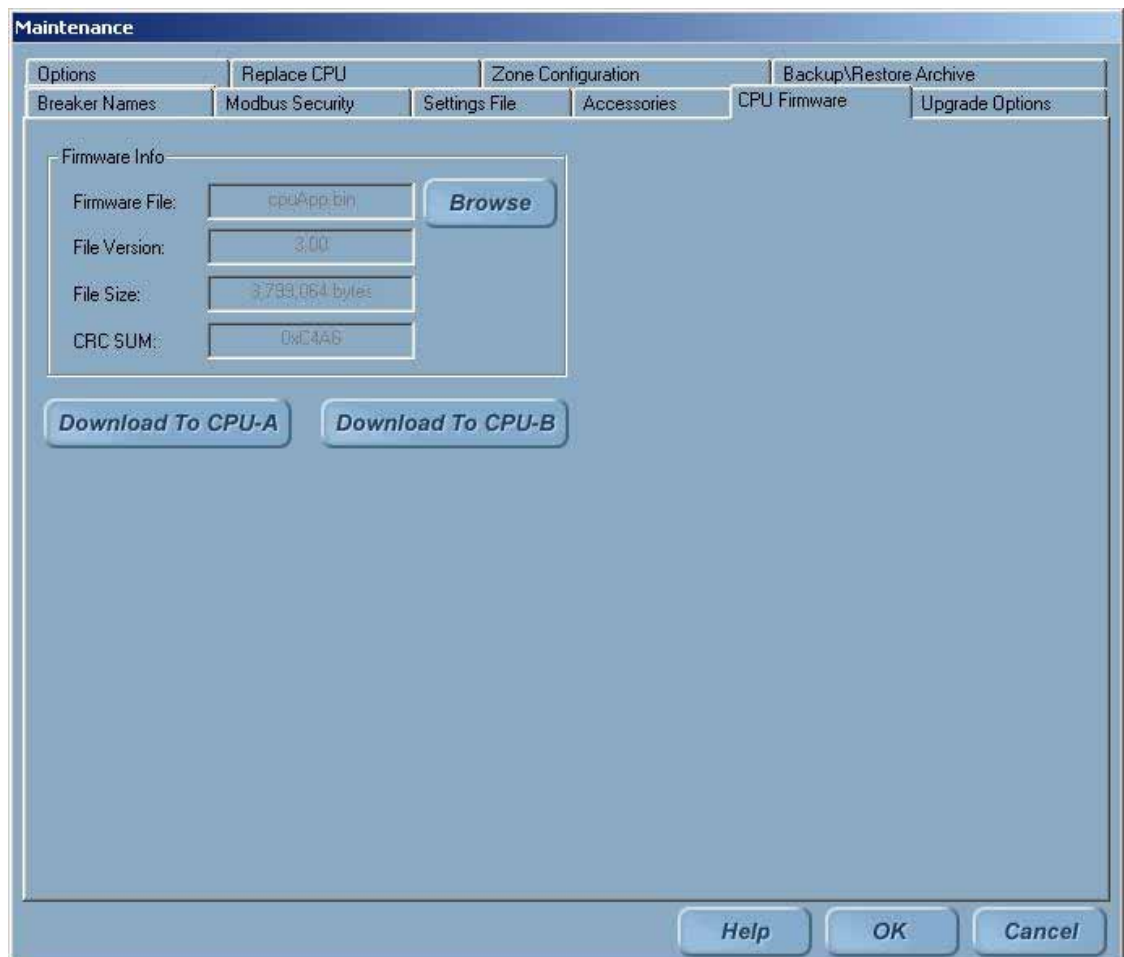 Maintenance
Options Replace CPU Zone Configuration Backup\Restore Archive
Breaker Names Modbus Security Settings File Accessories CPU Firmware Upgrade Options
Firmware Info
Firmware File: cpuApp.bin Browse
File Version: 3.00
File Size: 3,799,064 bytes
CRC SUM: 0xC4A6
Download To CPU-A Download To CPU-B
Help OK Cancel